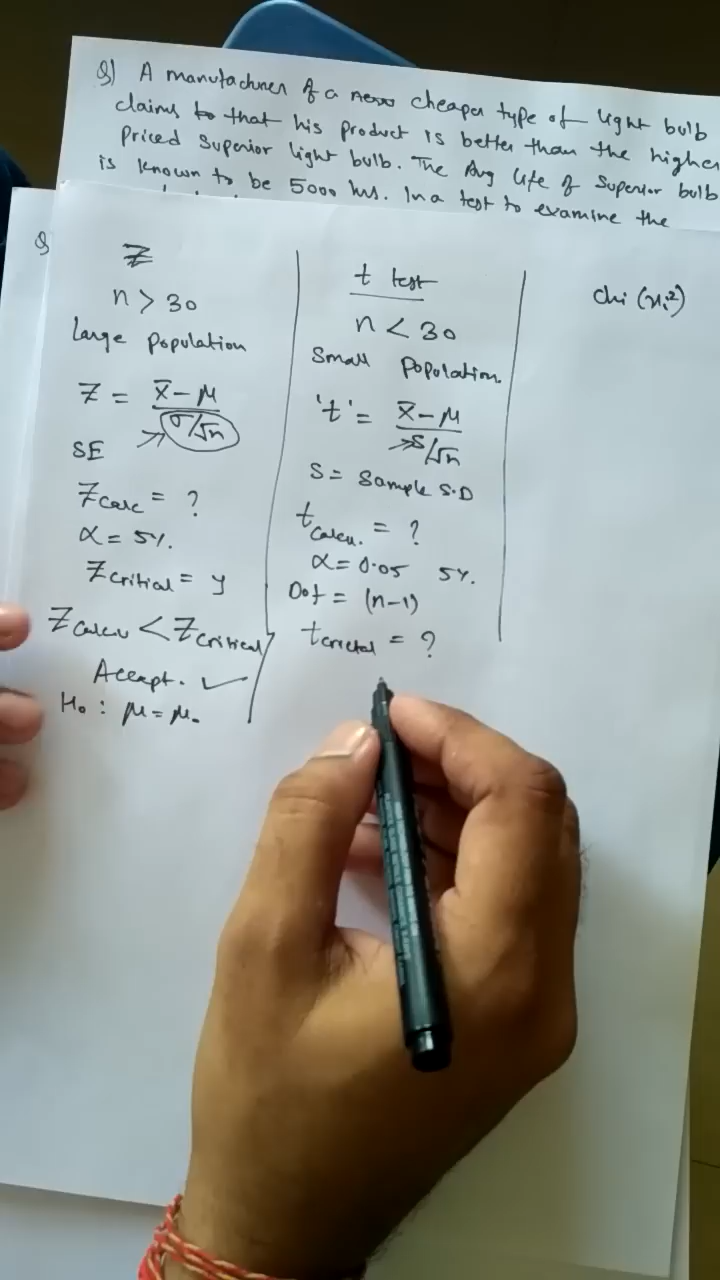 Q) A manufacturer of a new cheaper type of light bulb
claims to that his product is better than the higher
priced Superior light bulb. The Avg life of Superior bulb
is known to be 5000 hrs. In a test to examine the
Q
Z
n > 30
Large population
Z = x̄ - μ / σ/√n
SE
Zcalc = ?
α = 5%.
Zcritical = y
Zcalcu < Zcritical
Accept. ✓
H₀ : μ = μ₀
t test
n < 30
Small Population.
't' = x̄ - μ / s/√n
S = Sample S.D
tcalcu. = ?
α = 0.05 5%.
Dof = (n-1)
tcrictal = ?
chi (xi²)